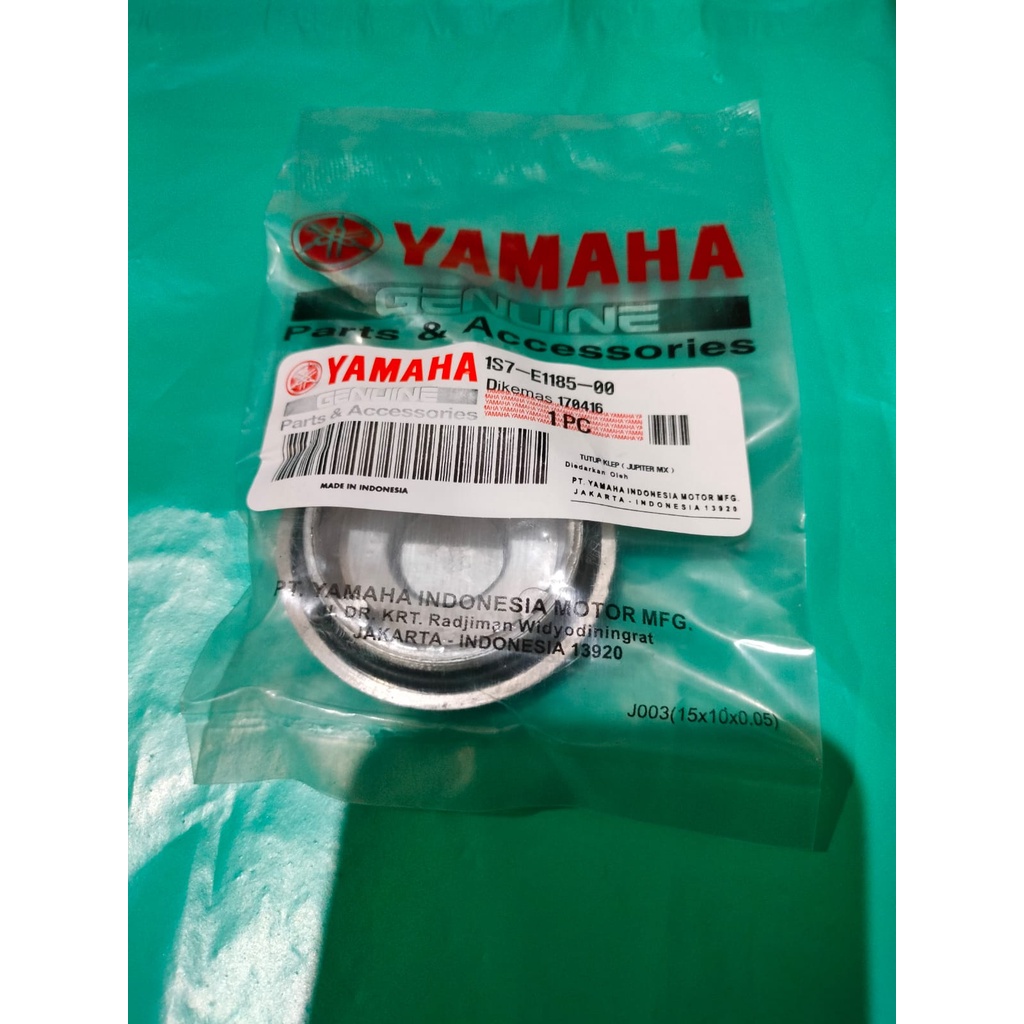 YAMAHA
GENUINE
Parts & Accessories
YAMAHA
GENUINE
Parts & Accessories
1S7-E1185-00
Dikemas 170416
1 PC
MADE IN INDONESIA
TUTUP KLEP ( JUPITER MX )
Diedarkan Oleh
PT. YAMAHA INDONESIA MOTOR MFG.
JAKARTA - INDONESIA 13920
PT. YAMAHA INDONESIA MOTOR MFG.
Jl. DR. KRT. Radjiman Widyodiningrat
JAKARTA - INDONESIA 13920
J003(15x10x0.05)